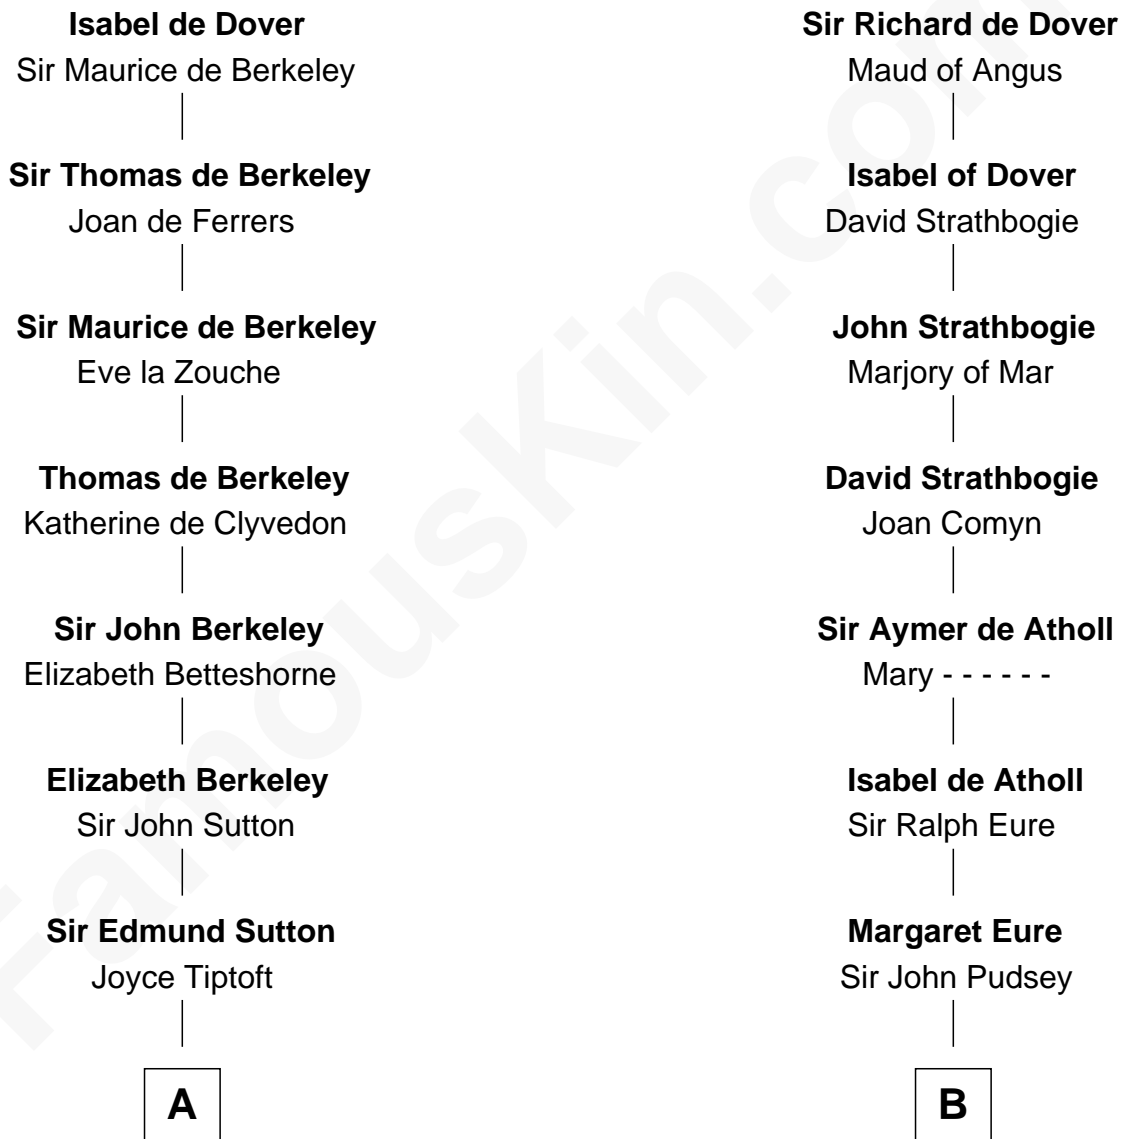 Isabel de Dover
Sir Maurice de Berkeley
Sir Thomas de Berkeley
Joan de Ferrers
Sir Maurice de Berkeley
Eve la Zouche
Thomas de Berkeley
Katherine de Clyvedon
Sir John Berkeley
Elizabeth Betteshorne
Elizabeth Berkeley
Sir John Sutton
Sir Edmund Sutton
Joyce Tiptoft
A
Sir Richard de Dover
Maud of Angus
Isabel of Dover
David Strathbogie
John Strathbogie
Marjory of Mar
David Strathbogie
Joan Comyn
Sir Aymer de Atholl
Mary - - - - - -
Isabel de Atholl
Sir Ralph Eure
Margaret Eure
Sir John Pudsey
B
FamousKin.com